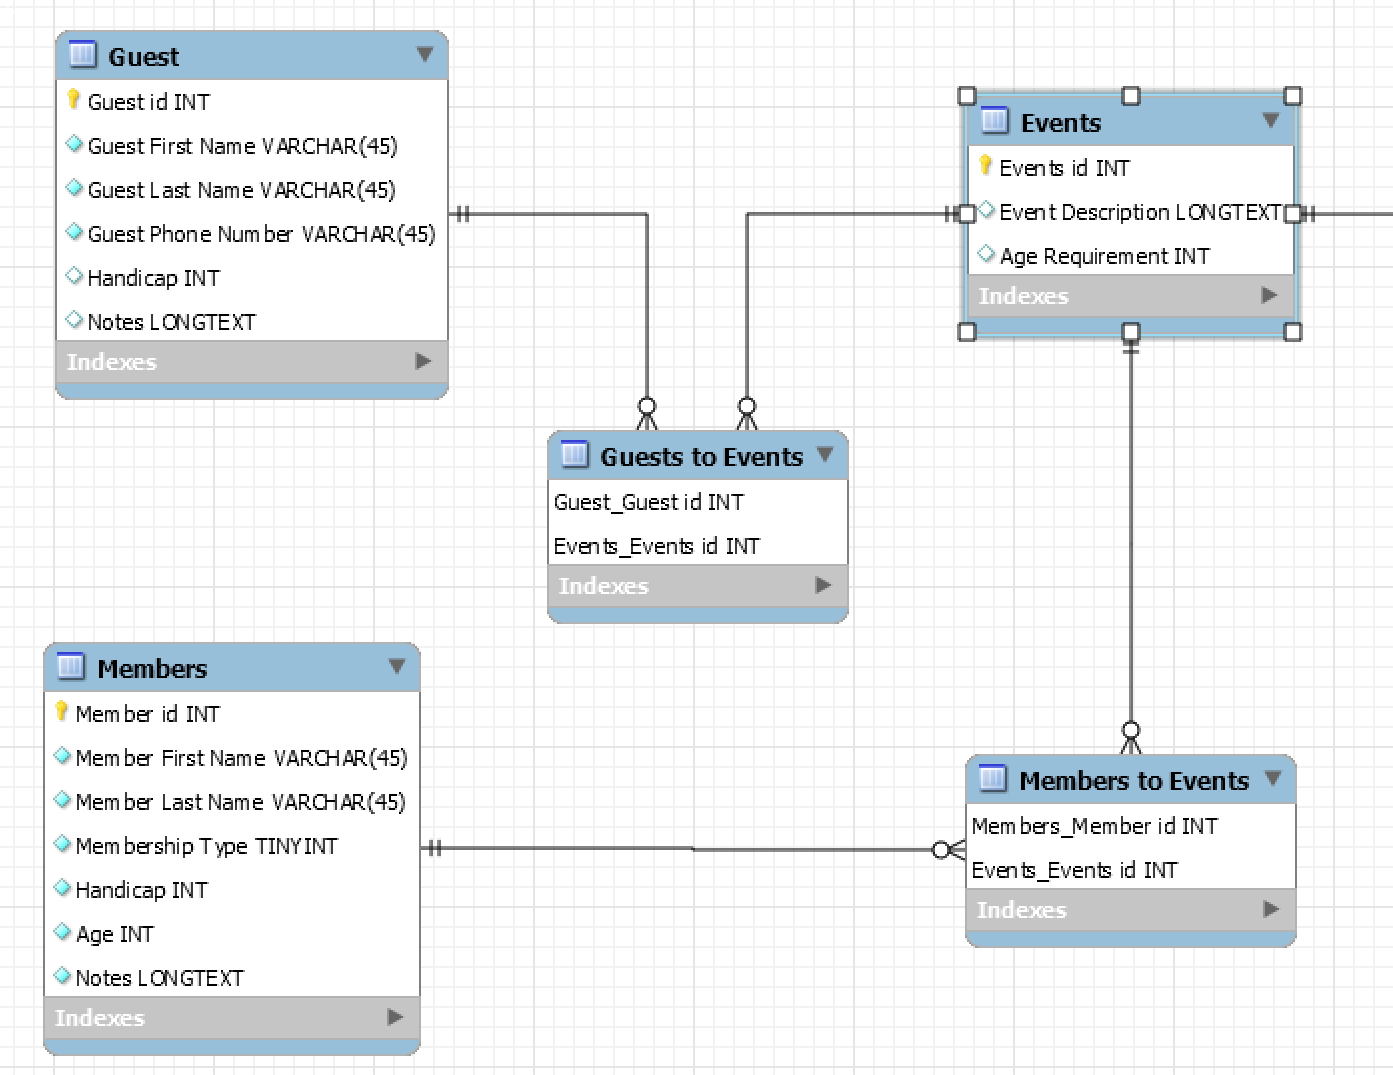 Guest
Guest id INT
Guest First Name VARCHAR(45)
Guest Last Name VARCHAR(45)
Guest Phone Number VARCHAR(45)
Handicap INT
Notes LONGTEXT
Indexes
Events
Events id INT
Event Description LONGTEXT
Age Requirement INT
Indexes
Guests to Events
Guest_Guest id INT
Events_Events id INT
Indexes
Members
Member id INT
Member First Name VARCHAR(45)
Member Last Name VARCHAR(45)
Membership Type TINYINT
Handicap INT
Age INT
Notes LONGTEXT
Indexes
Members to Events
Members_Member id INT
Events_Events id INT
Indexes